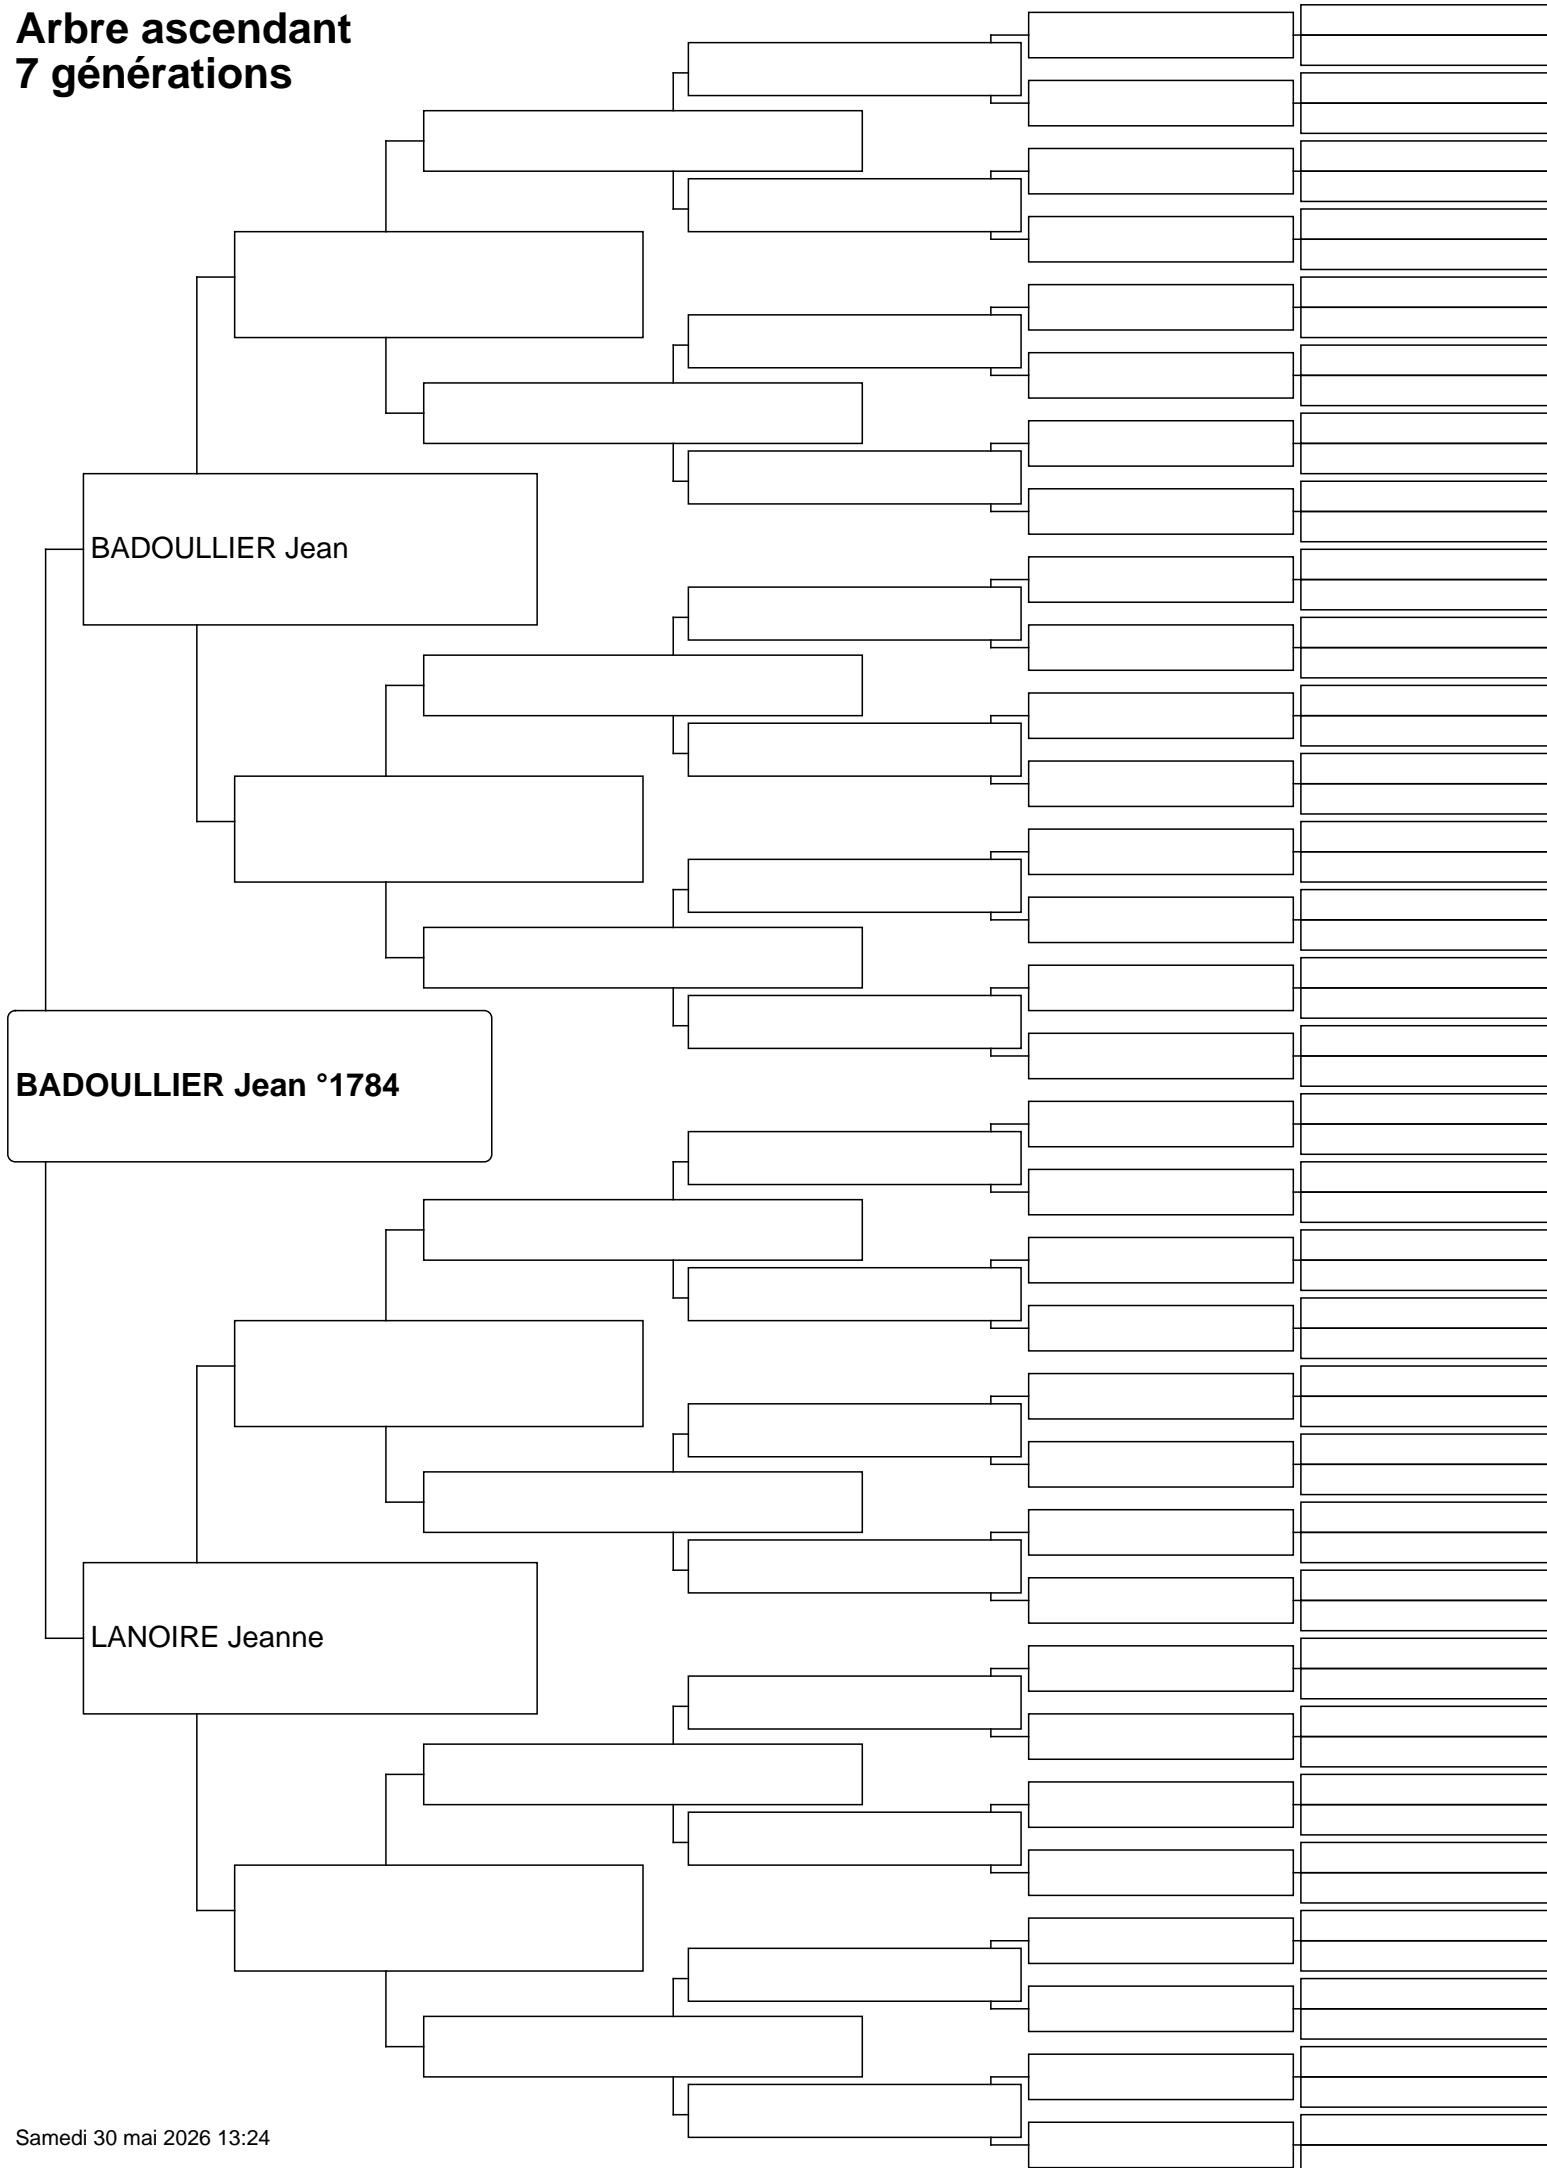 Arbre ascendant
7 générations
BADOULLIER Jean
BADOULLIER Jean °1784
LANOIRE Jeanne
Samedi 30 mai 2026 13:24